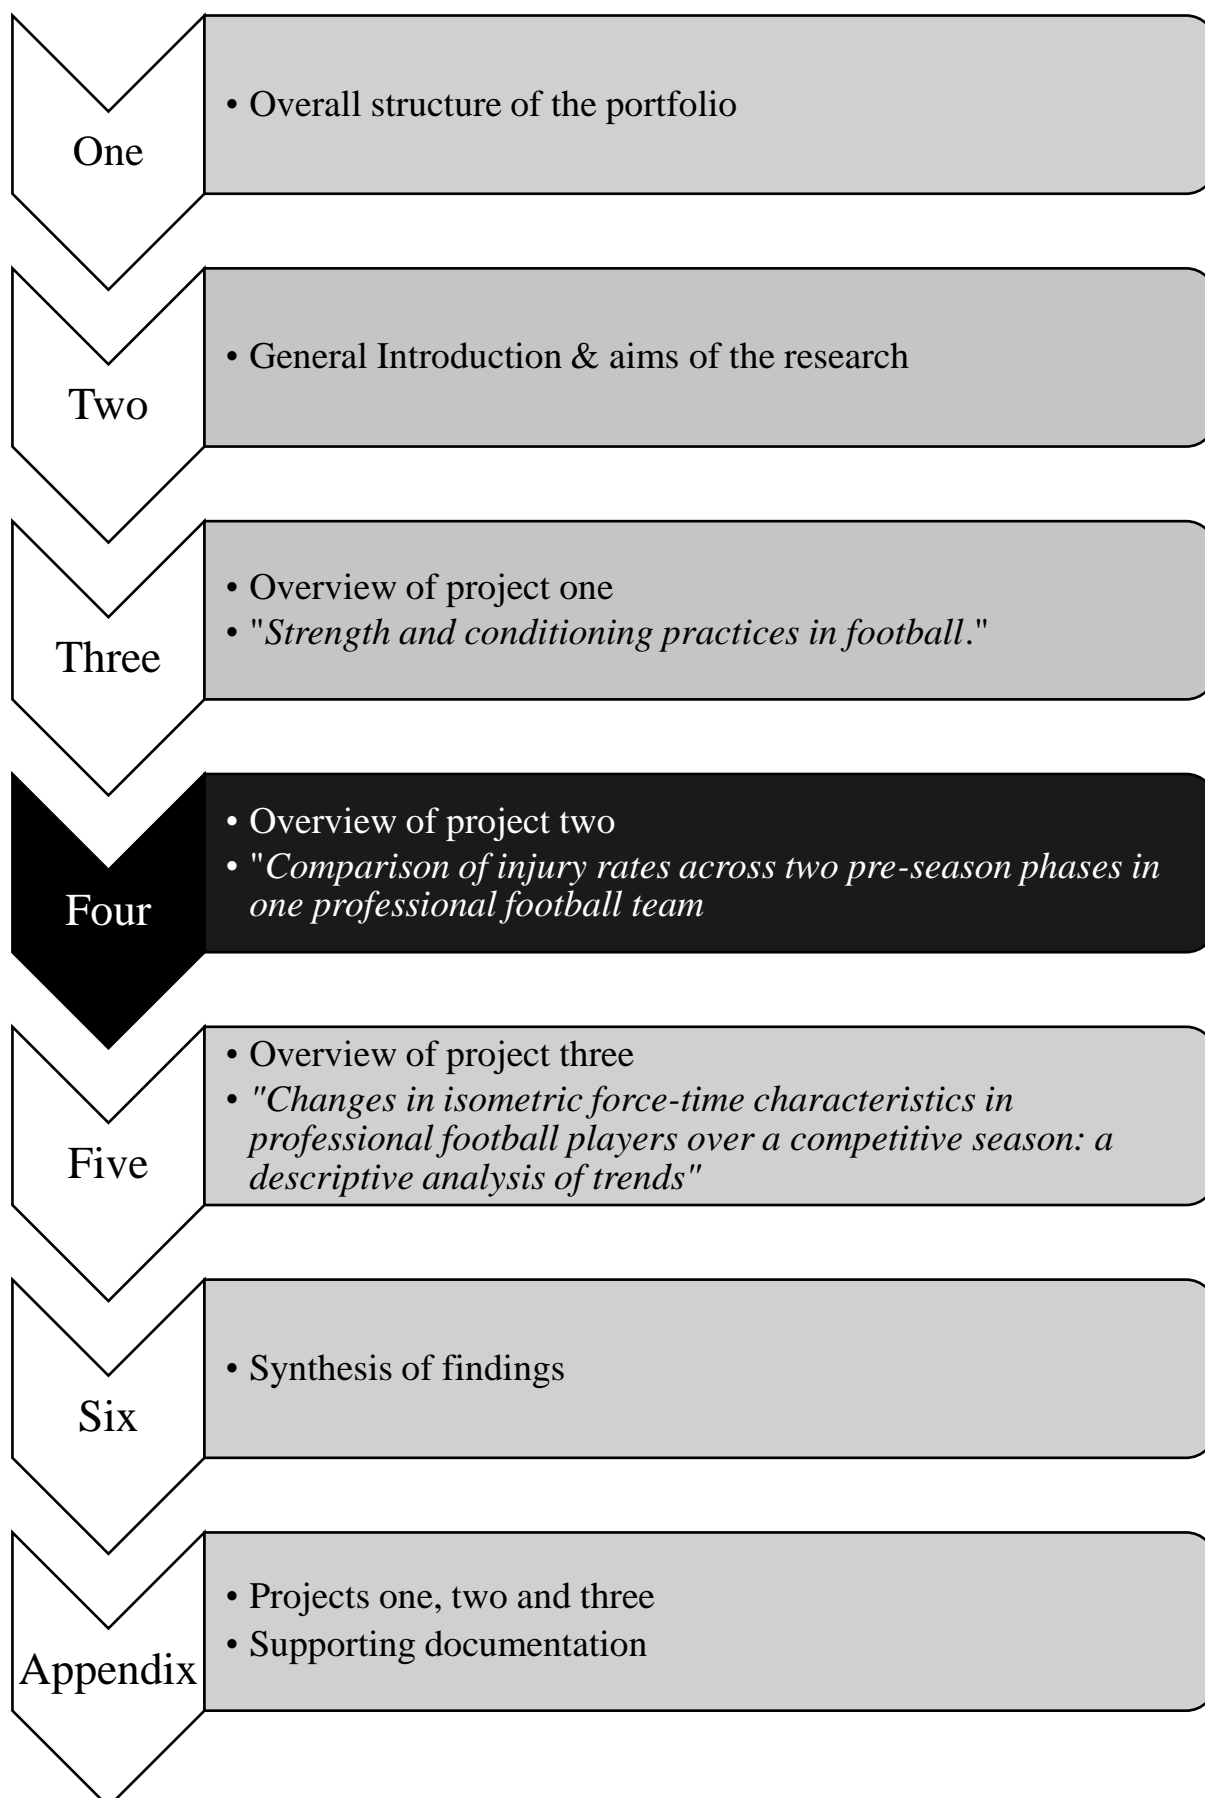 One
• Overall structure of the portfolio
Two
• General Introduction & aims of the research
Three
• Overview of project one
• "Strength and conditioning practices in football."
Four
• Overview of project two
• "Comparison of injury rates across two pre-season phases in
one professional football team
Five
• Overview of project three
• "Changes in isometric force-time characteristics in
professional football players over a competitive season: a
descriptive analysis of trends"
Six
• Synthesis of findings
Appendix
• Projects one, two and three
• Supporting documentation